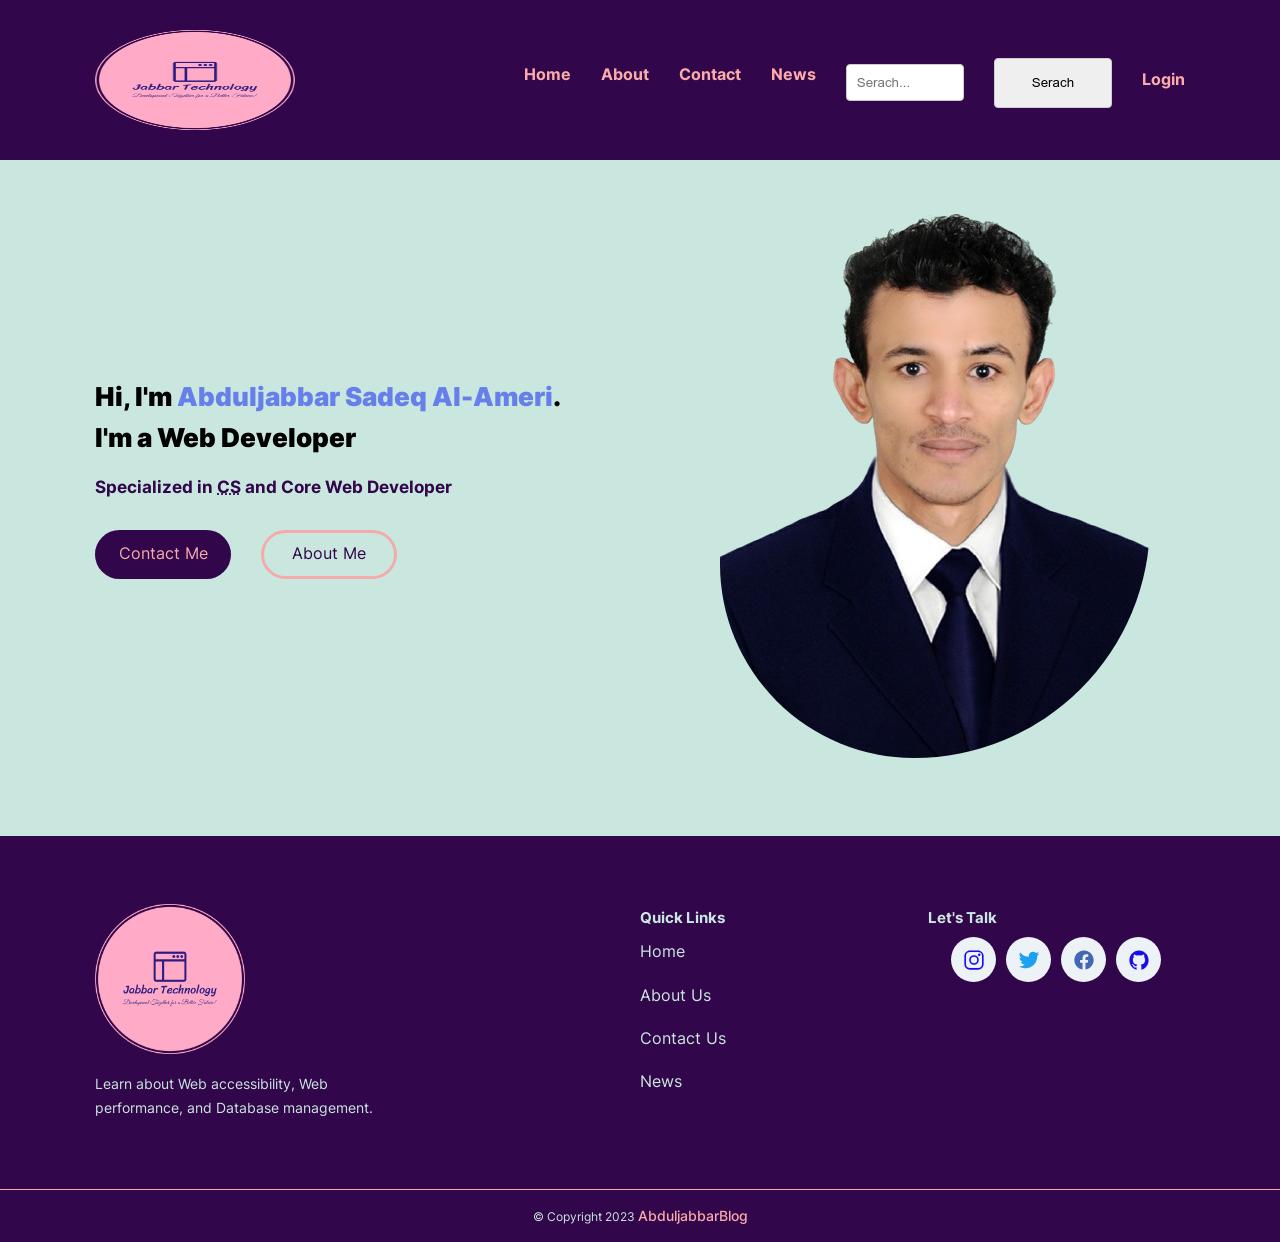 Jabbar Technology
Development Together for a Better Future!
Home
About
Contact
News
Serach...
Serach
Login
Hi, I'm Abduljabbar Sadeq Al-Ameri.
I'm a Web Developer
Specialized in CS and Core Web Developer
Contact Me
About Me
Jabbar Technology
Development Together for a Better Future!
Learn about Web accessibility, Web
performance, and Database management.
Quick Links
Home
About Us
Contact Us
News
Let's Talk
© Copyright 2023 AbduljabbarBlog